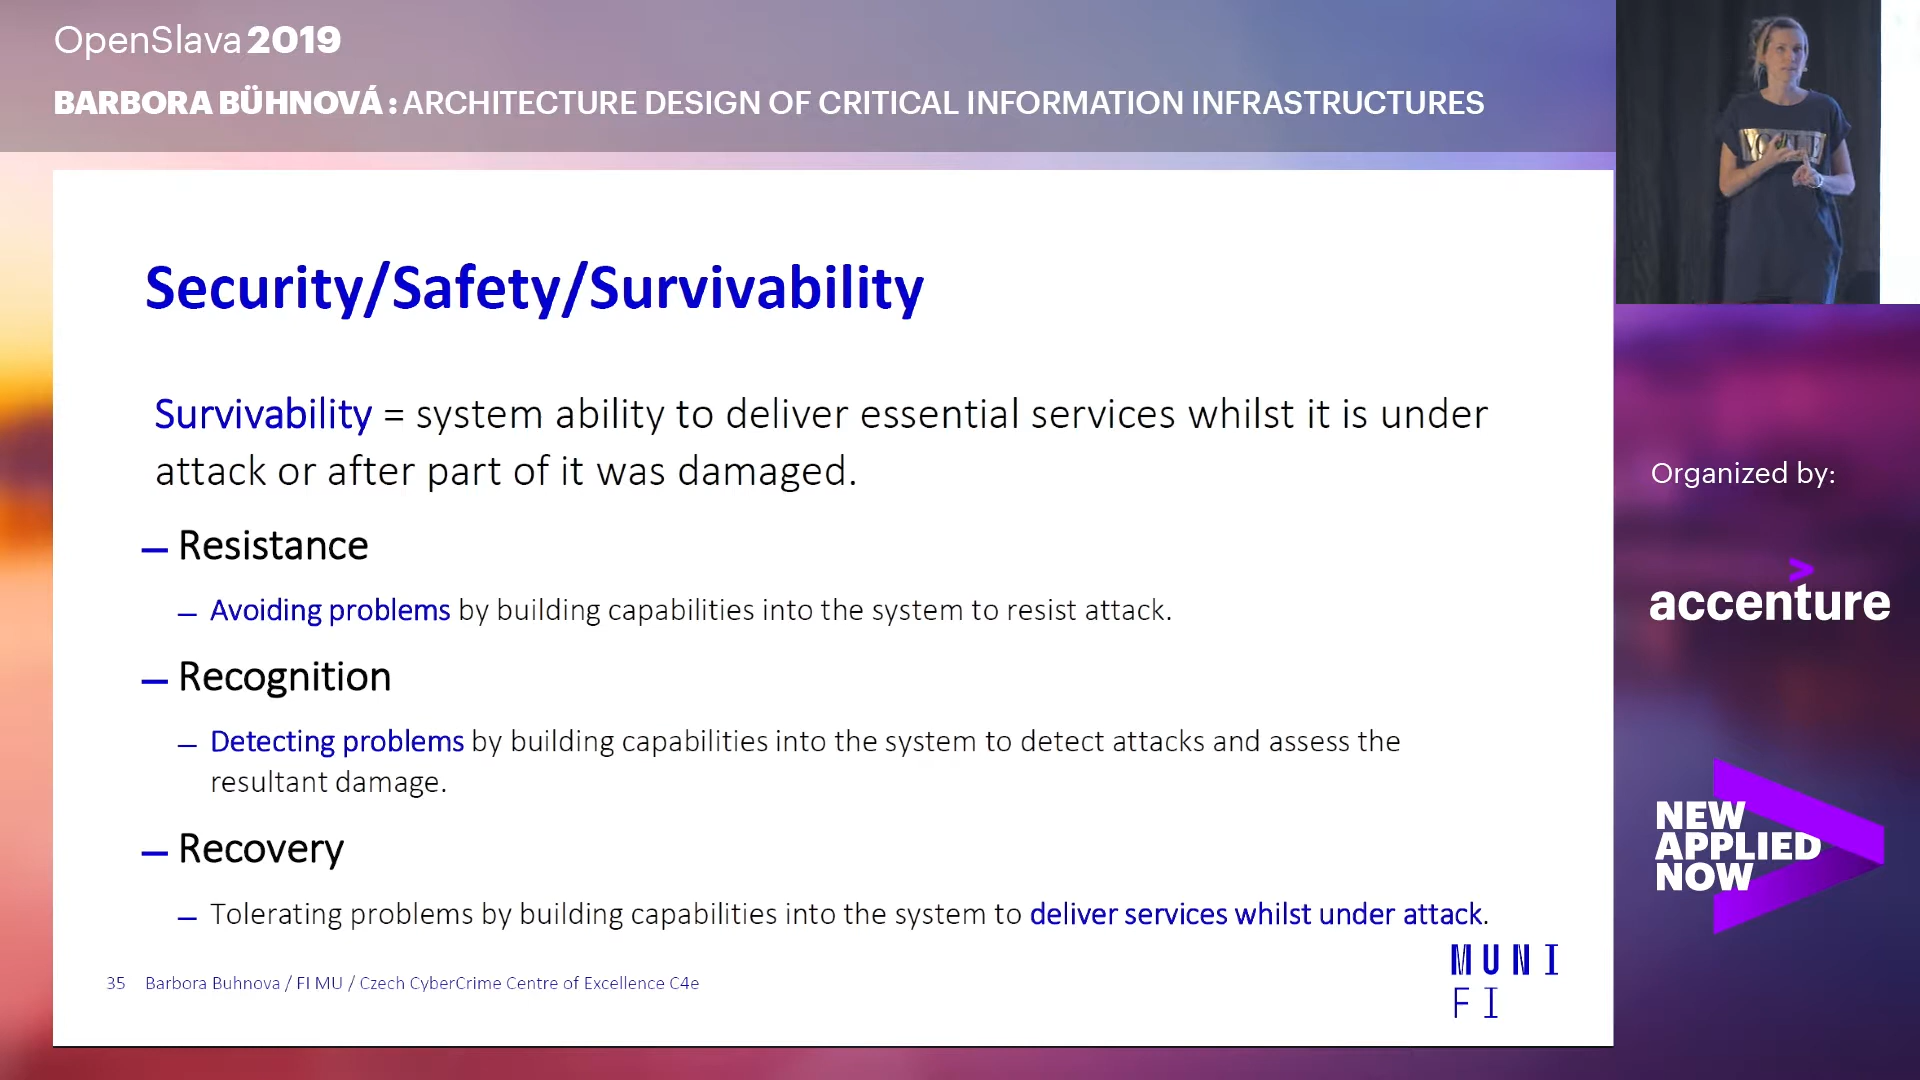 OpenSlava 2019
BARBORA BÜHNOVÁ : ARCHITECTURE DESIGN OF CRITICAL INFORMATION INFRASTRUCTURES
Security/Safety/Survivability
Survivability = system ability to deliver essential services whilst it is under
attack or after part of it was damaged.
– Resistance
– Avoiding problems by building capabilities into the system to resist attack.
– Recognition
– Detecting problems by building capabilities into the system to detect attacks and assess the
resultant damage.
– Recovery
– Tolerating problems by building capabilities into the system to deliver services whilst under attack.
35 Barbora Buhnova / FI MU / Czech CyberCrime Centre of Excellence C4e
MUNI
FI
Organized by:
accenture
NEW
APPLIED
NOW